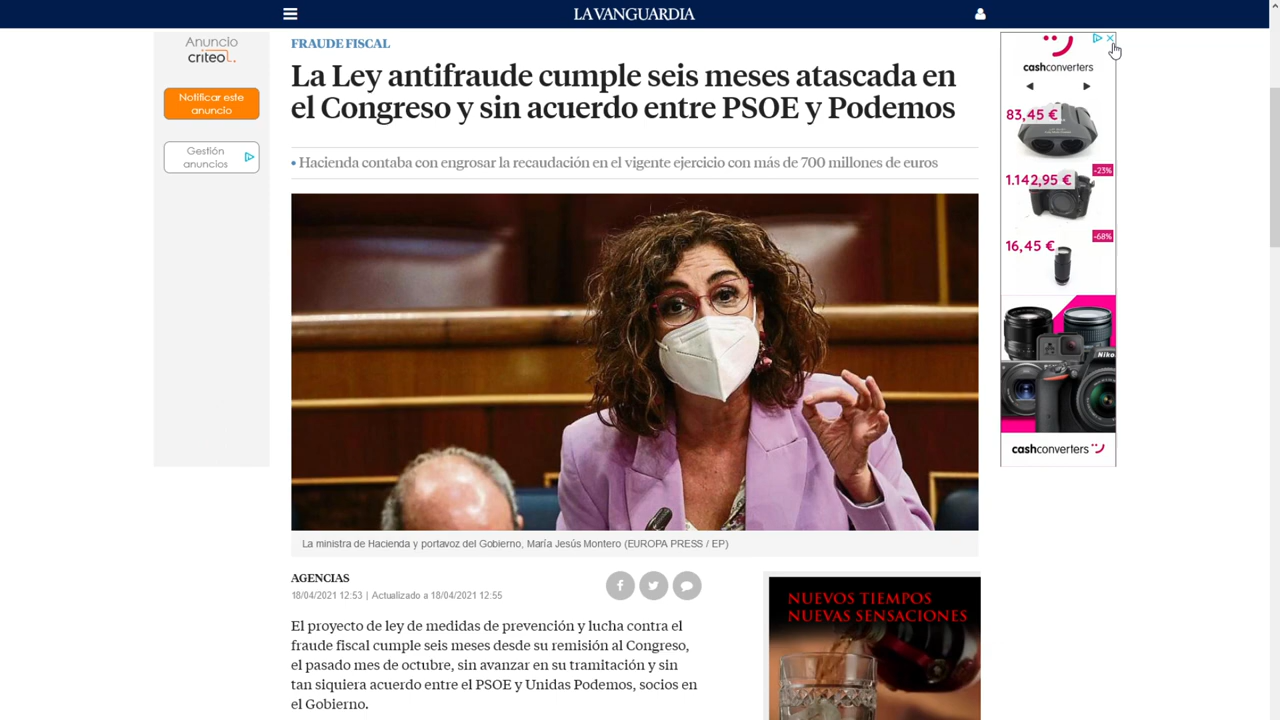 LAVANGUARDIA
Anuncio
criteo
Notificar este
anuncio
Gestión
anuncios
FRAUDE FISCAL
La Ley antifraude cumple seis meses atascada en
el Congreso y sin acuerdo entre PSOE y Podemos
• Hacienda contaba con engrosar la recaudación en el vigente ejercicio con más de 700 millones de euros
La ministra de Hacienda y portavoz del Gobierno, María Jesús Montero (EUROPA PRESS / EP)
AGENCIAS
18/04/2021 12:53 | Actualizado a 18/04/2021 12:55
El proyecto de ley de medidas de prevención y lucha contra el
fraude fiscal cumple seis meses desde su remisión al Congreso,
el pasado mes de octubre, sin avanzar en su tramitación y sin
tan siquiera acuerdo entre el PSOE y Unidas Podemos, socios en
el Gobierno.
cashconverters
83,45 €
-23%
1.142,95 €
-68%
16,45 €
Niko
cashconverters
NUEVOS TIEMPOS
NUEVAS SENSACIONES